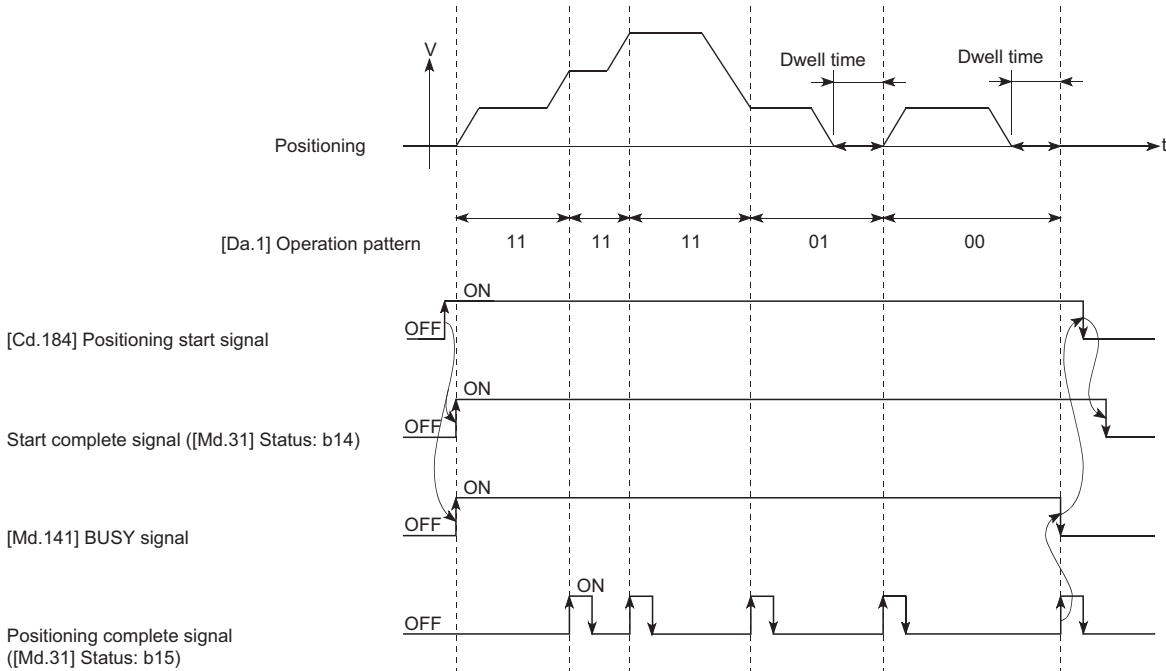 V
Dwell time
Dwell time
Positioning
t
[Da.1] Operation pattern
11
11
11
01
00
ON
OFF
[Cd.184] Positioning start signal
ON
OFF
Start complete signal ([Md.31] Status: b14)
ON
OFF
[Md.141] BUSY signal
ON
OFF
Positioning complete signal
([Md.31] Status: b15)